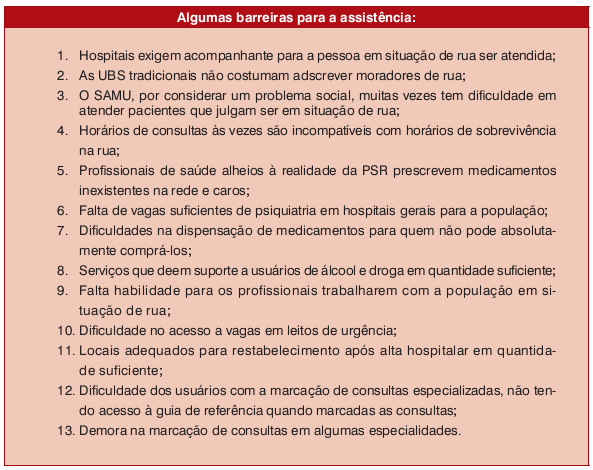 Algumas barreiras para a assistência:
1. Hospitais exigem acompanhante para a pessoa em situação de rua ser atendida;
2. As UBS tradicionais não costumam adscrever moradores de rua;
3. O SAMU, por considerar um problema social, muitas vezes tem dificuldade em
atender pacientes que julgam ser em situação de rua;
4. Horários de consultas às vezes são incompatíveis com horários de sobrevivência
na rua;
5. Profissionais de saúde alheios à realidade da PSR prescrevem medicamentos
inexistentes na rede e caros;
6. Falta de vagas suficientes de psiquiatria em hospitais gerais para a população;
7. Dificuldades na dispensação de medicamentos para quem não pode absoluta-
mente comprá-los;
8. Serviços que deem suporte a usuários de álcool e droga em quantidade suficiente;
9. Falta habilidade para os profissionais trabalharem com a população em si-
tuação de rua;
10. Dificuldade no acesso a vagas em leitos de urgência;
11. Locais adequados para restabelecimento após alta hospitalar em quantida-
de suficiente;
12. Dificuldade dos usuários com a marcação de consultas especializadas, não ten-
do acesso à guia de referência quando marcadas as consultas;
13. Demora na marcação de consultas em algumas especialidades.